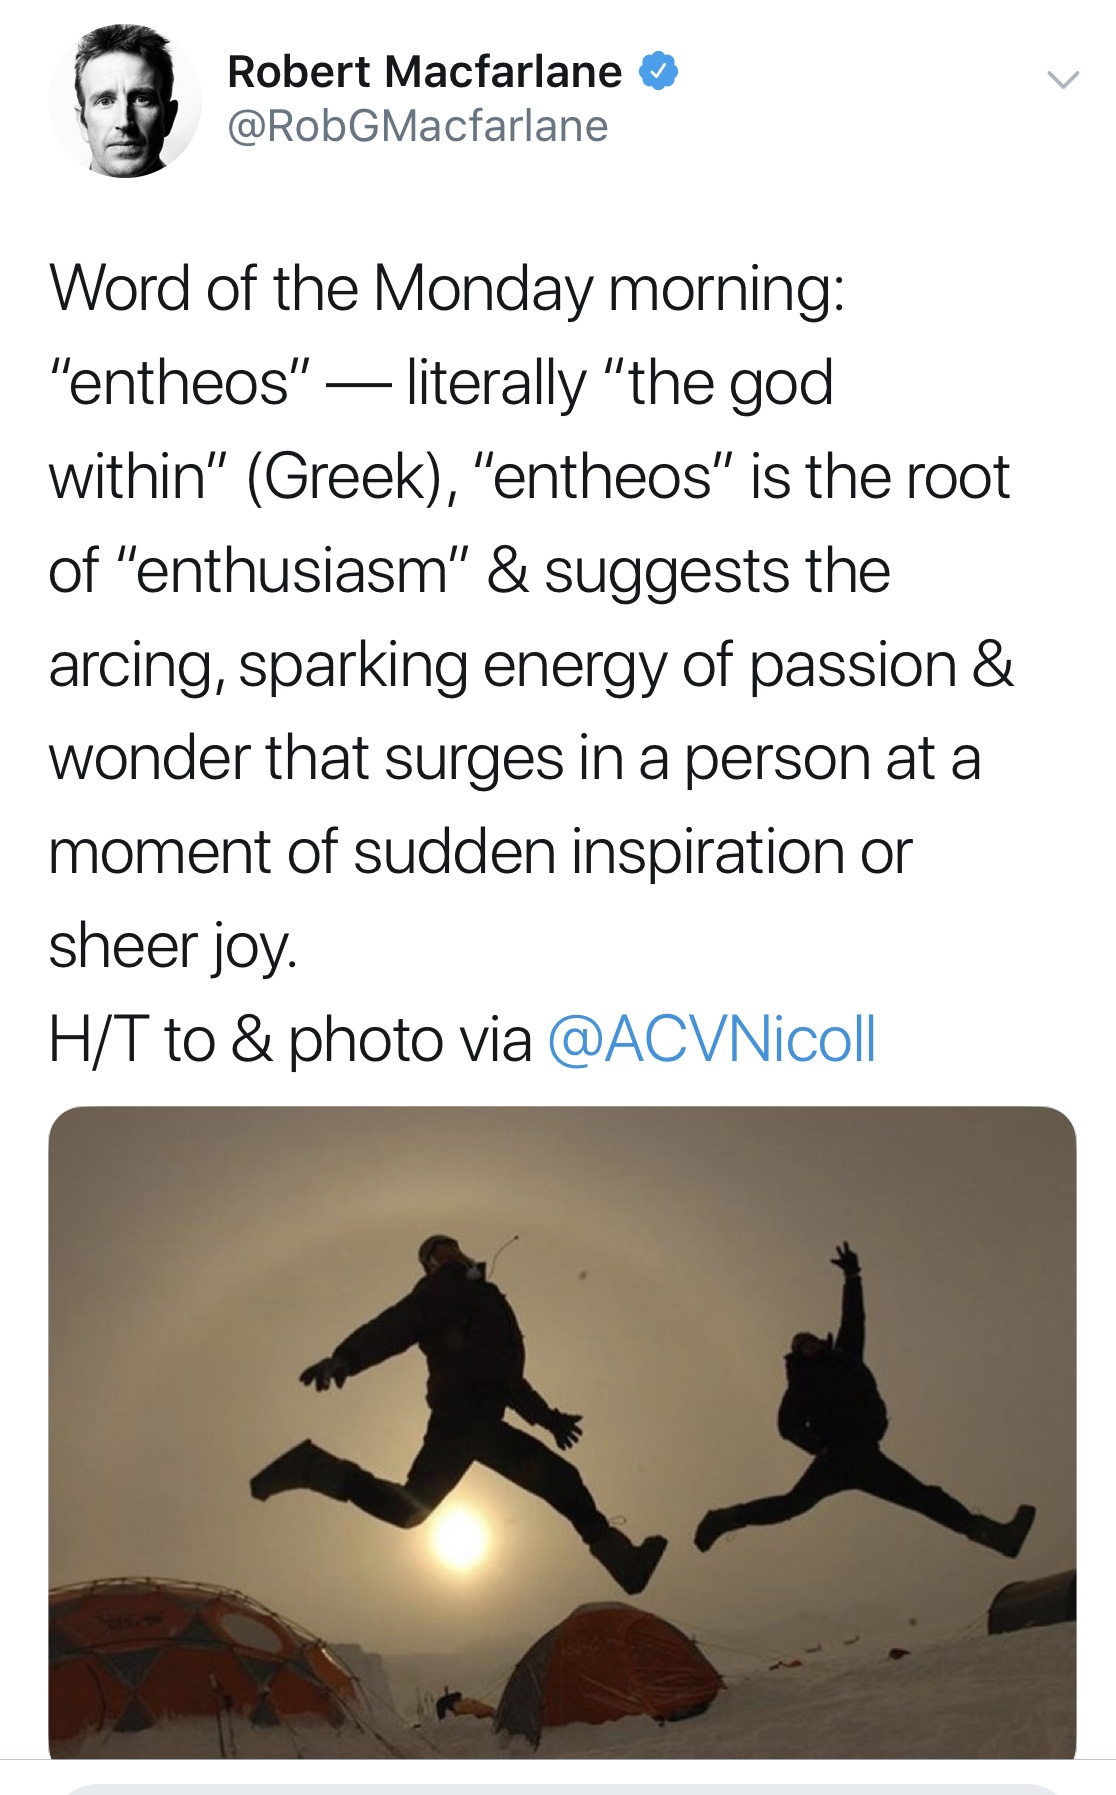 Robert Macfarlane
@RobGMacfarlane
Word of the Monday morning:
“entheos” — literally “the god
within” (Greek), “entheos” is the root
of “enthusiasm” & suggests the
arcing, sparking energy of passion &
wonder that surges in a person at a
moment of sudden inspiration or
sheer joy.
H/T to & photo via @ACVNicoll